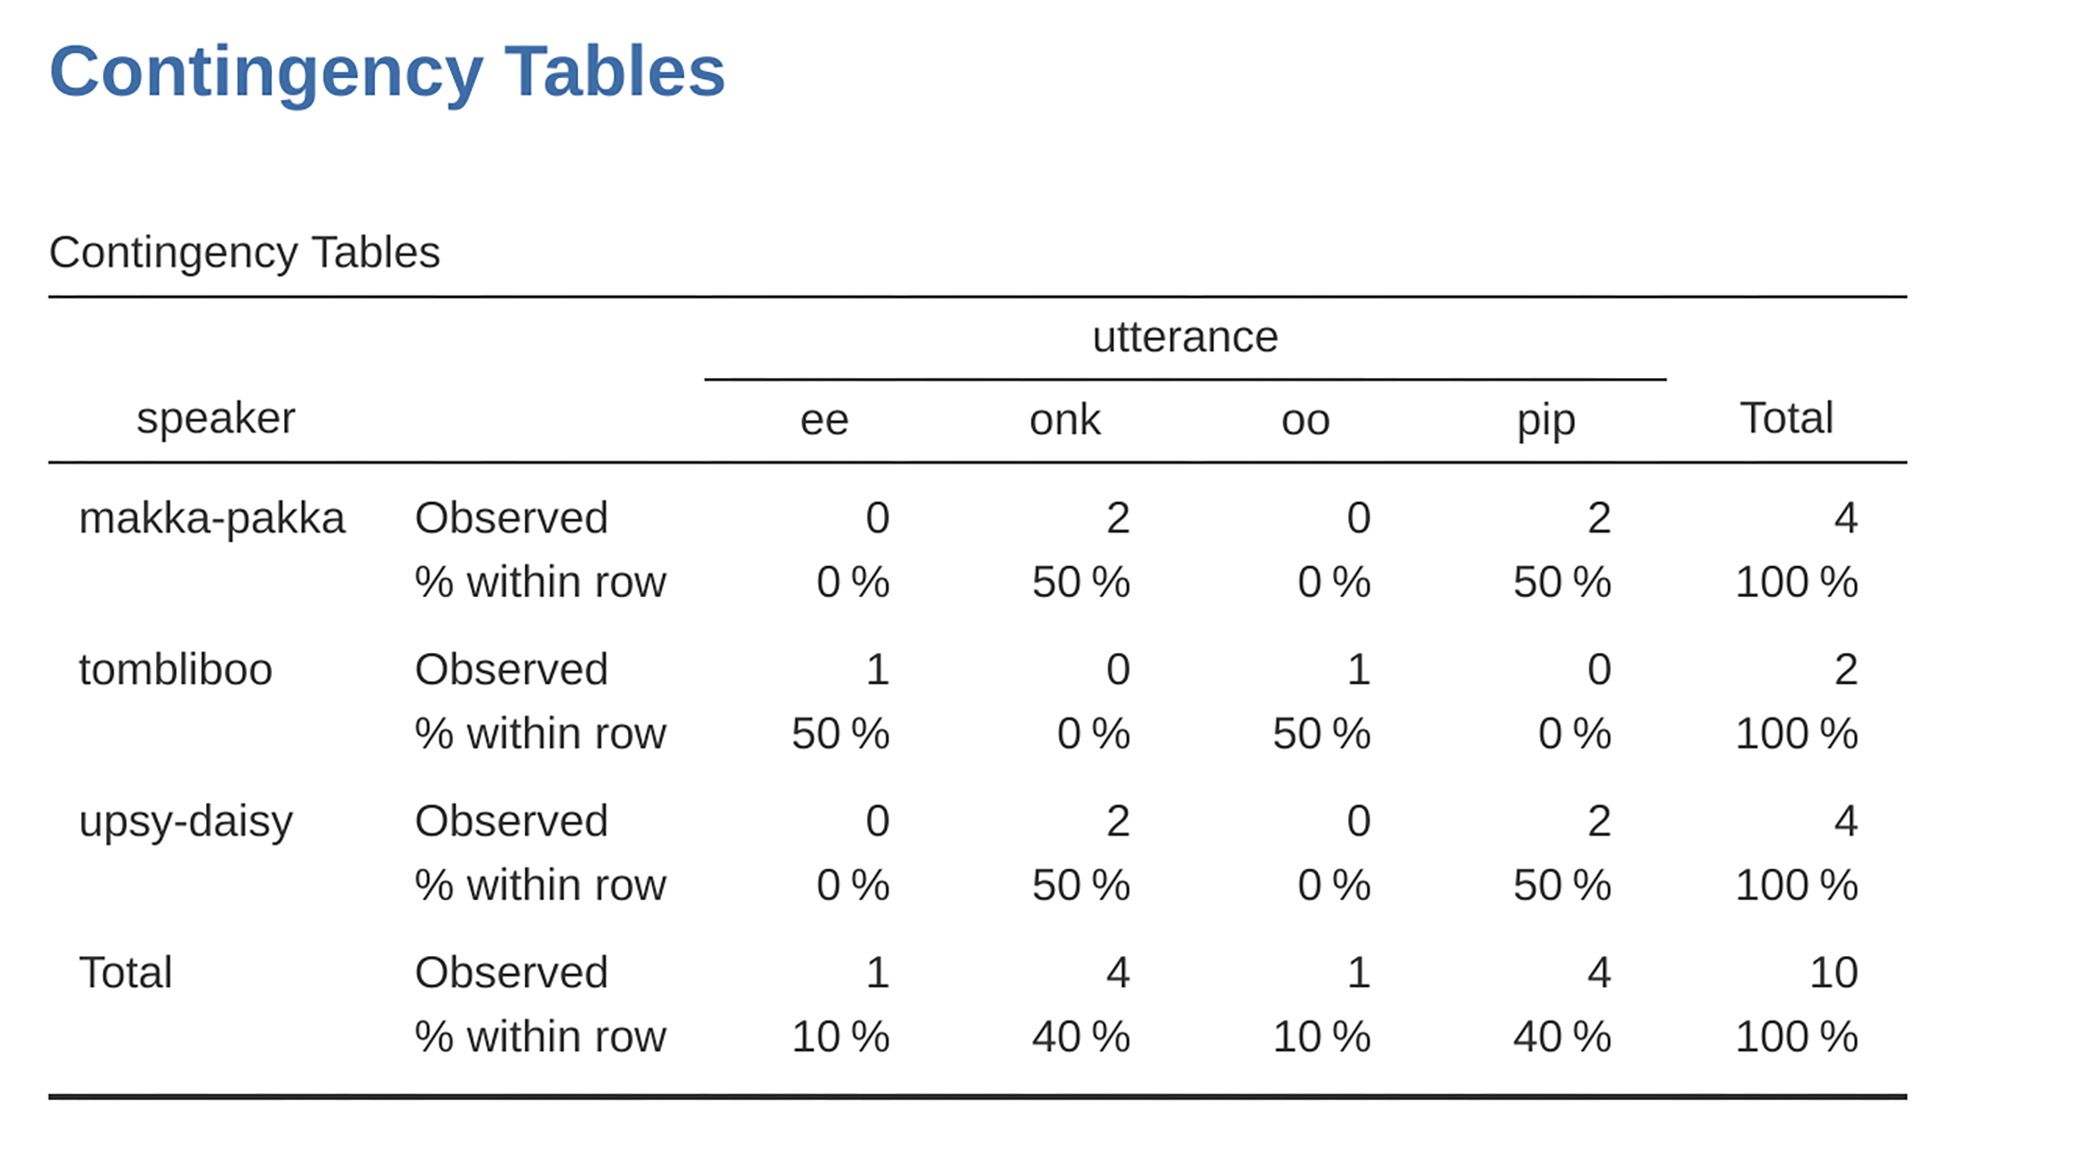 Contingency Tables
Contingency Tables
utterance
speaker ee onk oo pip Total
makka-pakka Observed 0 2 0 2 4
% within row 0 % 50 % 0 % 50 % 100 %
tombliboo Observed 1 0 1 0 2
% within row 50 % 0 % 50 % 0 % 100 %
upsy-daisy Observed 0 2 0 2 4
% within row 0 % 50 % 0 % 50 % 100 %
Total Observed 1 4 1 4 10
% within row 10 % 40 % 10 % 40 % 100 %